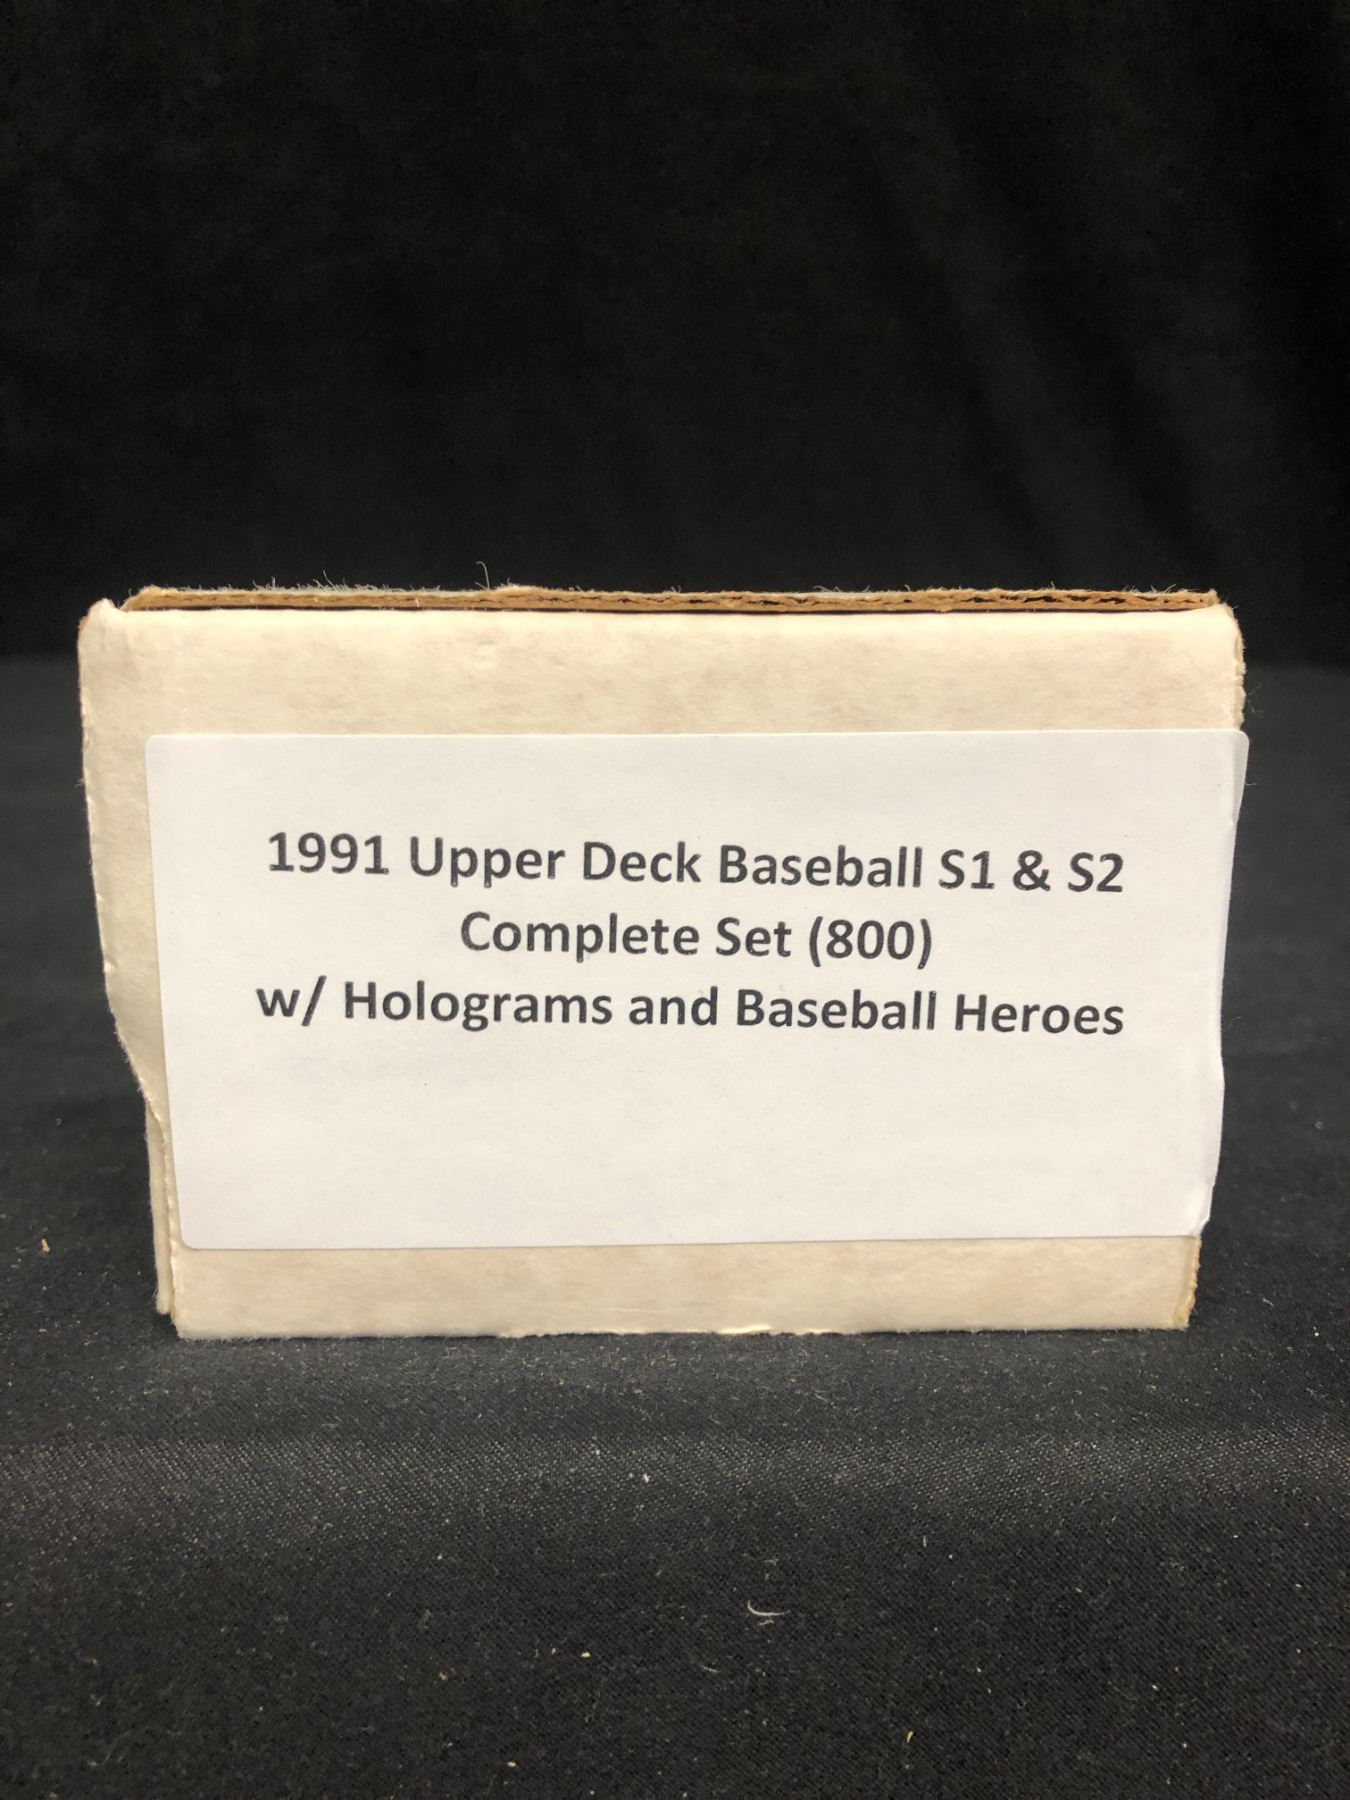 1991 Upper Deck Baseball S1 & S2
Complete Set (800)
w/ Holograms and Baseball Heroes